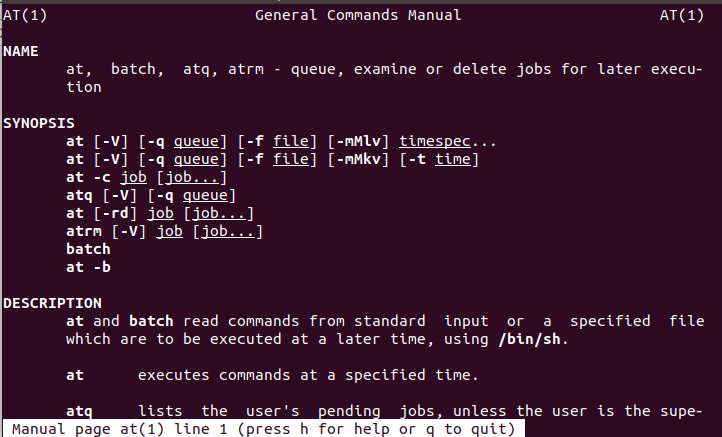 AT(1) General Commands Manual AT(1)
NAME
at, batch, atq, atrm - queue, examine or delete jobs for later execu-
tion
SYNOPSIS
at [-V] [-q queue] [-f file] [-mMlv] timespec...
at [-V] [-q queue] [-f file] [-mMkv] [-t time]
at -c job [job...]
atq [-V] [-q queue]
at [-rd] job [job...]
atrm [-V] job [job...]
batch
at -b
DESCRIPTION
at and batch read commands from standard input or a specified file
which are to be executed at a later time, using /bin/sh.
at executes commands at a specified time.
atq lists the user's pending jobs, unless the user is the supe-
Manual page at(1) line 1 (press h for help or q to quit)